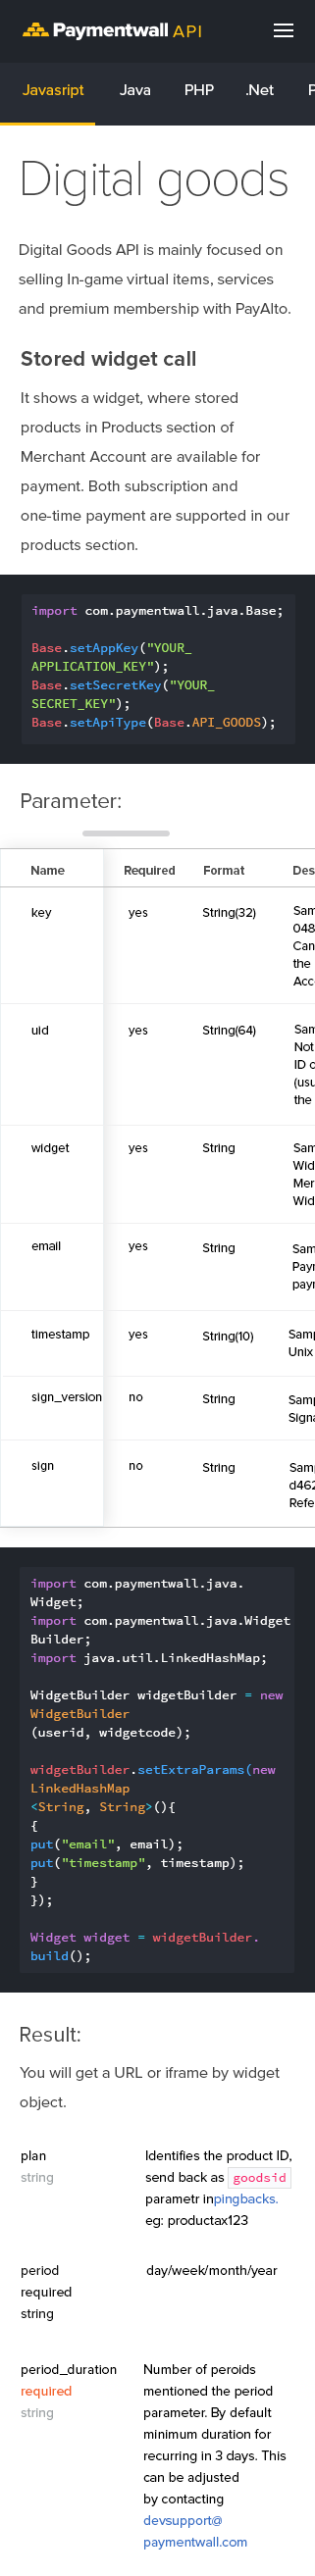 Paymentwall API
Javasript Java PHP .Net
Digital goods
Digital Goods API is mainly focused on
selling In-game virtual items, services
and premium membership with PayAlto.
Stored widget call
It shows a widget, where stored
products in Products section of
Merchant Account are available for
payment. Both subscription and
one-time payment are supported in our
products section.
import com.paymentwall.java.Base;
Base.setAppKey("YOUR_
APPLICATION_KEY");
Base.setSecretKey("YOUR_
SECRET_KEY");
Base.setApiType(Base.API_GOODS);
Parameter:
Name Required Format Des
key yes String(32) Sam
048
Can
the
Acc
uid yes String(64) Sam
Not
ID o
(usu
the
widget yes String Sam
Wid
Mer
Wid
email yes String Sam
Payr
payr
timestamp yes String(10) Samp
Unix
sign_version no String Samp
Signa
sign no String Sam
d462
Refe
import com.paymentwall.java.
Widget;
import com.paymentwall.java.Widget
Builder;
import java.util.LinkedHashMap;
WidgetBuilder widgetBuilder = new
WidgetBuilder
(userid, widgetcode);
widgetBuilder.setExtraParams(new
LinkedHashMap
<String, String>(){
{
put("email", email);
put("timestamp", timestamp);
}
});
Widget widget = widgetBuilder.
build();
Result:
You will get a URL or iframe by widget
object.
plan Identifies the product ID,
string send back as goodsid
parametr inpingbacks.
eg: productax123
period day/week/month/year
required
string
period_duration Number of peroids
required mentioned the period
string parameter. By default
minimum duration for
recurring in 3 days. This
can be adjusted
by contacting
devsupport@
paymentwall.com